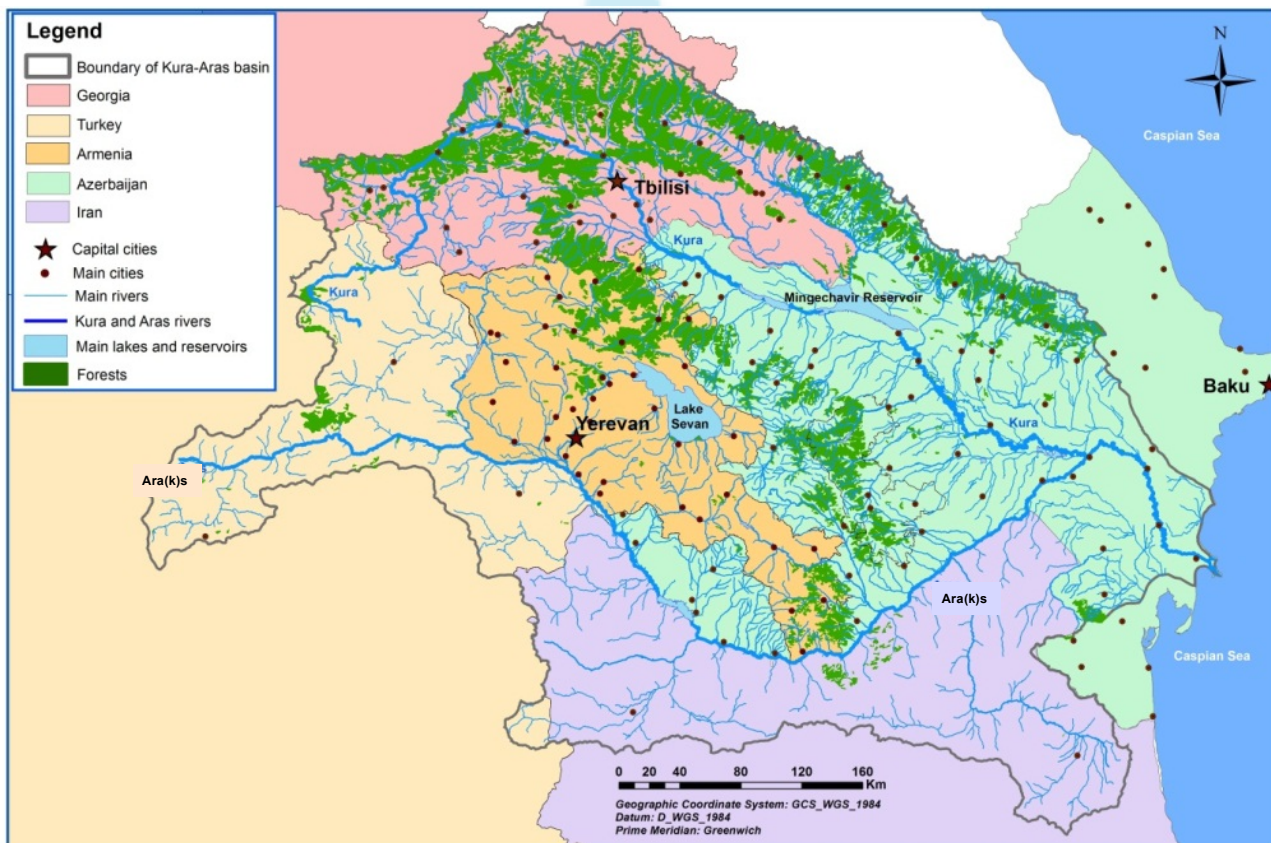 Legend
Boundary of Kura-Aras basin
Georgia
Turkey
Armenia
Azerbaijan
Iran
Capital cities
Main cities
Main rivers
Kura and Aras rivers
Main lakes and reservoirs
Forests
N
Caspian Sea
Tbilisi
Kura
Kura
Mingechavir Reservoir
Baku
Lake
Sevan
Yerevan
Kura
Ara(k)s
Ara(k)s
Caspian Sea
0 20 40 80 120 160
Km
Geographic Coordinate System: GCS_WGS_1984
Datum: D_WGS_1984
Prime Meridian: Greenwich